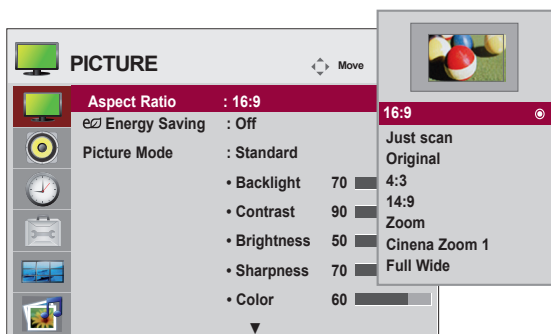 PICTURE
Move
Aspect Ratio : 16:9
Energy Saving : Off
Picture Mode : Standard
• Backlight 70
• Contrast 90
• Brightness 50
• Sharpness 70
• Color 60
16:9
Just scan
Original
4:3
14:9
Zoom
Cinena Zoom 1
Full Wide